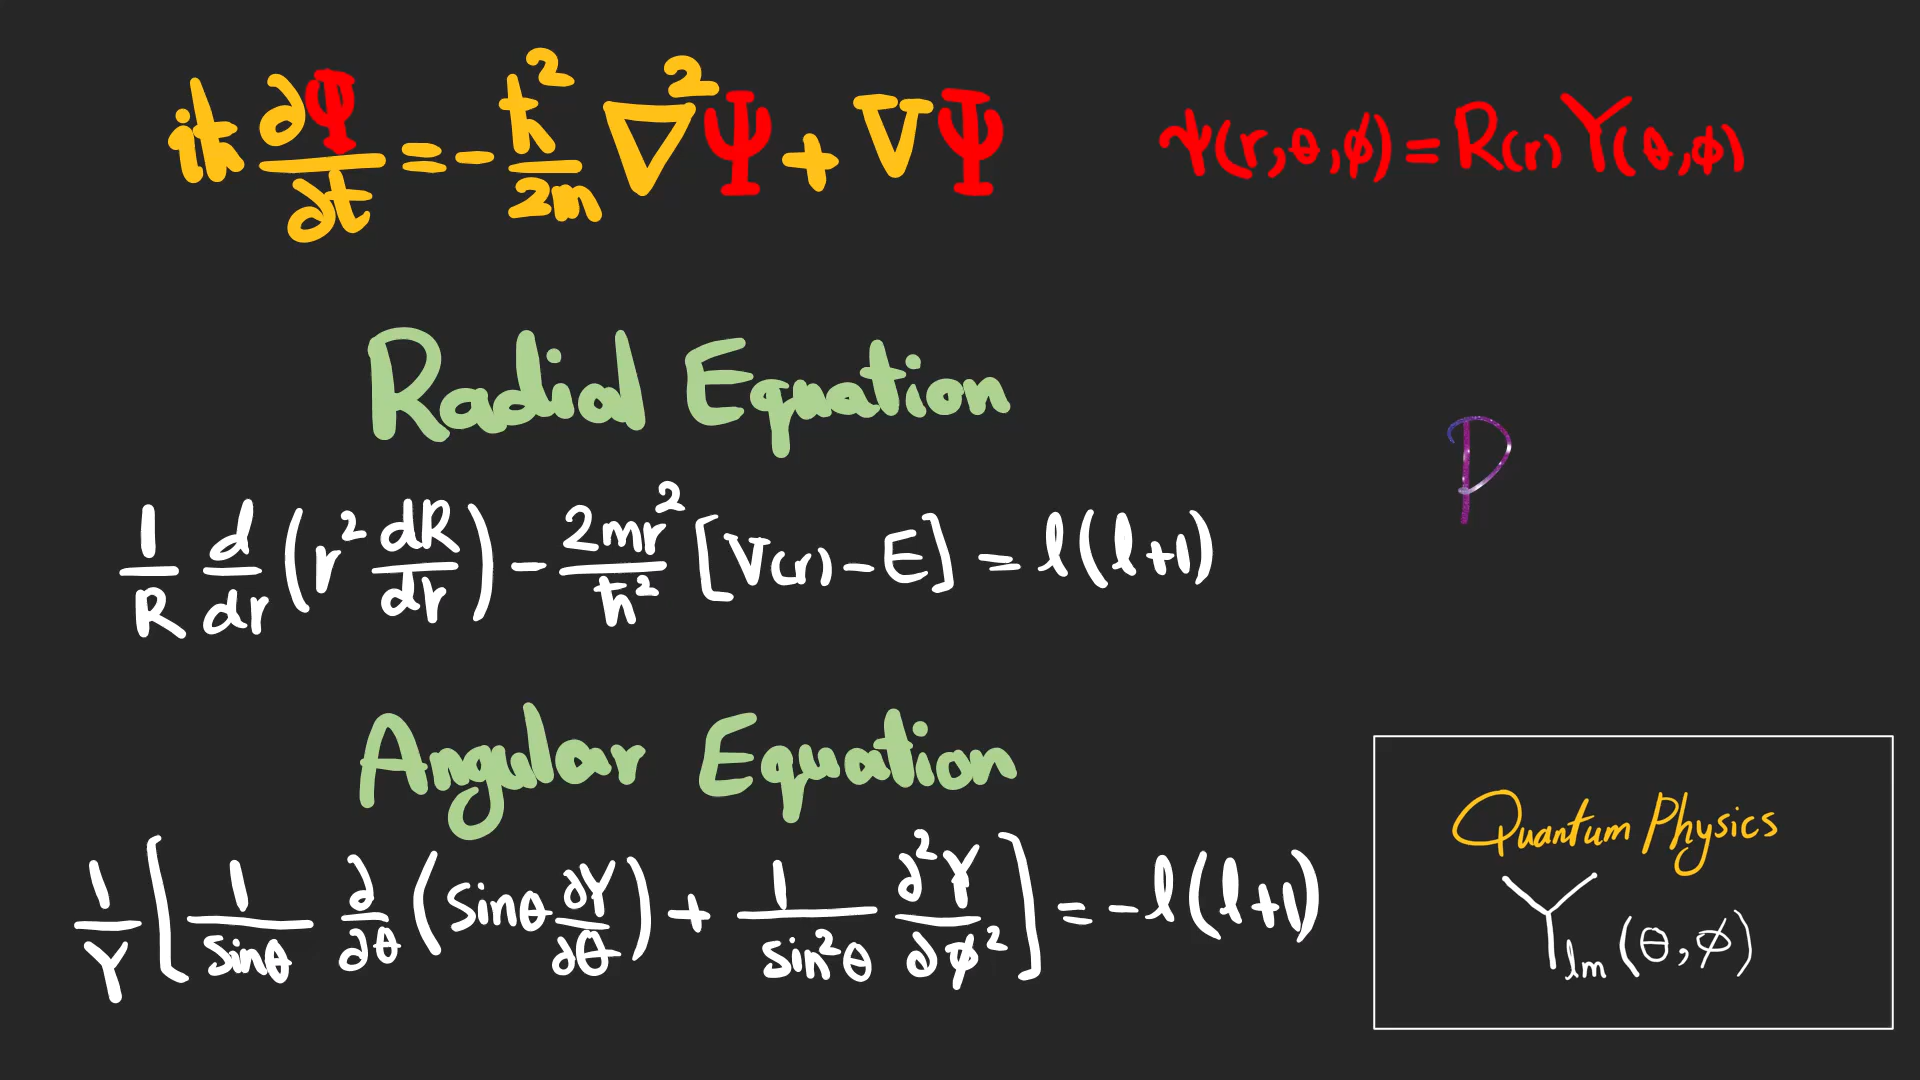 iħ ∂Ψ/∂t = - ħ²/2m ∇²Ψ + VΨ
ψ(r,θ,ϕ) = R(r) Y(θ,ϕ)
Radial Equation
P
1/R d/dr (r² dR/dr) - 2mr²/ħ² [V(r) - E] = l(l+1)
Angular Equation
1/Y [1/sinθ ∂/∂θ (sinθ ∂Y/∂θ) + 1/sin²θ ∂²Y/∂ϕ²] = -l(l+1)
Quantum Physics
Ylm(θ,ϕ)